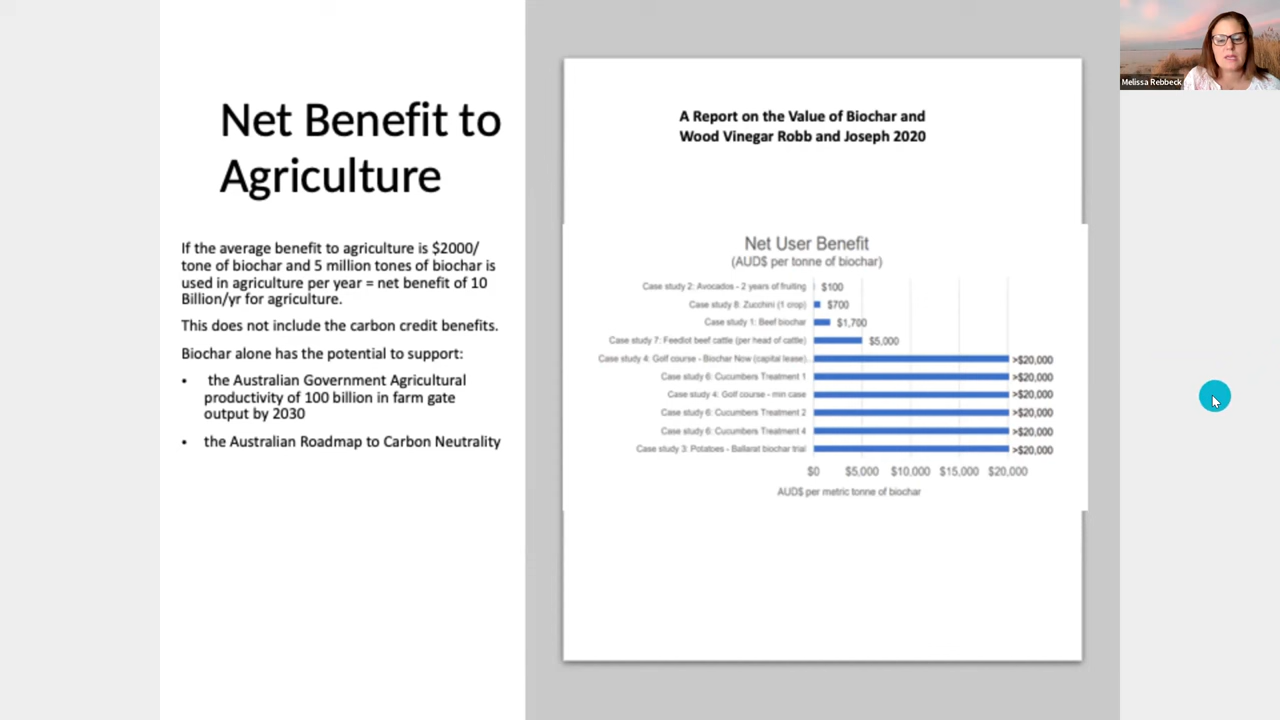 Net Benefit to
Agriculture
If the average benefit to agriculture is $2000/
tone of biochar and 5 million tones of biochar is
used in agriculture per year = net benefit of 10
Billion/yr for agriculture.
This does not include the carbon credit benefits.
Biochar alone has the potential to support:
• the Australian Government Agricultural
productivity of 100 billion in farm gate
output by 2030
• the Australian Roadmap to Carbon Neutrality
A Report on the Value of Biochar and
Wood Vinegar Robb and Joseph 2020
Net User Benefit
(AUD$ per tonne of biochar)
Case study 2: Avocados - 2 years of fruiting $100
Case study 8: Zucchini (1 crop) $700
Case study 1: Beef biochar $1,700
Case study 7: Feedlot beef cattle (per head of cattle) $5,000
Case study 4: Golf course - Biochar Now (capital lease).. >$20,000
Case study 6: Cucumbers Treatment 1 >$20,000
Case study 4: Golf course - min case >$20,000
Case study 6: Cucumbers Treatment 2 >$20,000
Case study 6: Cucumbers Treatment 4 >$20,000
Case study 3: Potatoes - Ballarat biochar trial >$20,000
$0 $5,000 $10,000 $15,000 $20,000
AUD$ per metric tonne of biochar
Melissa Rebbeck